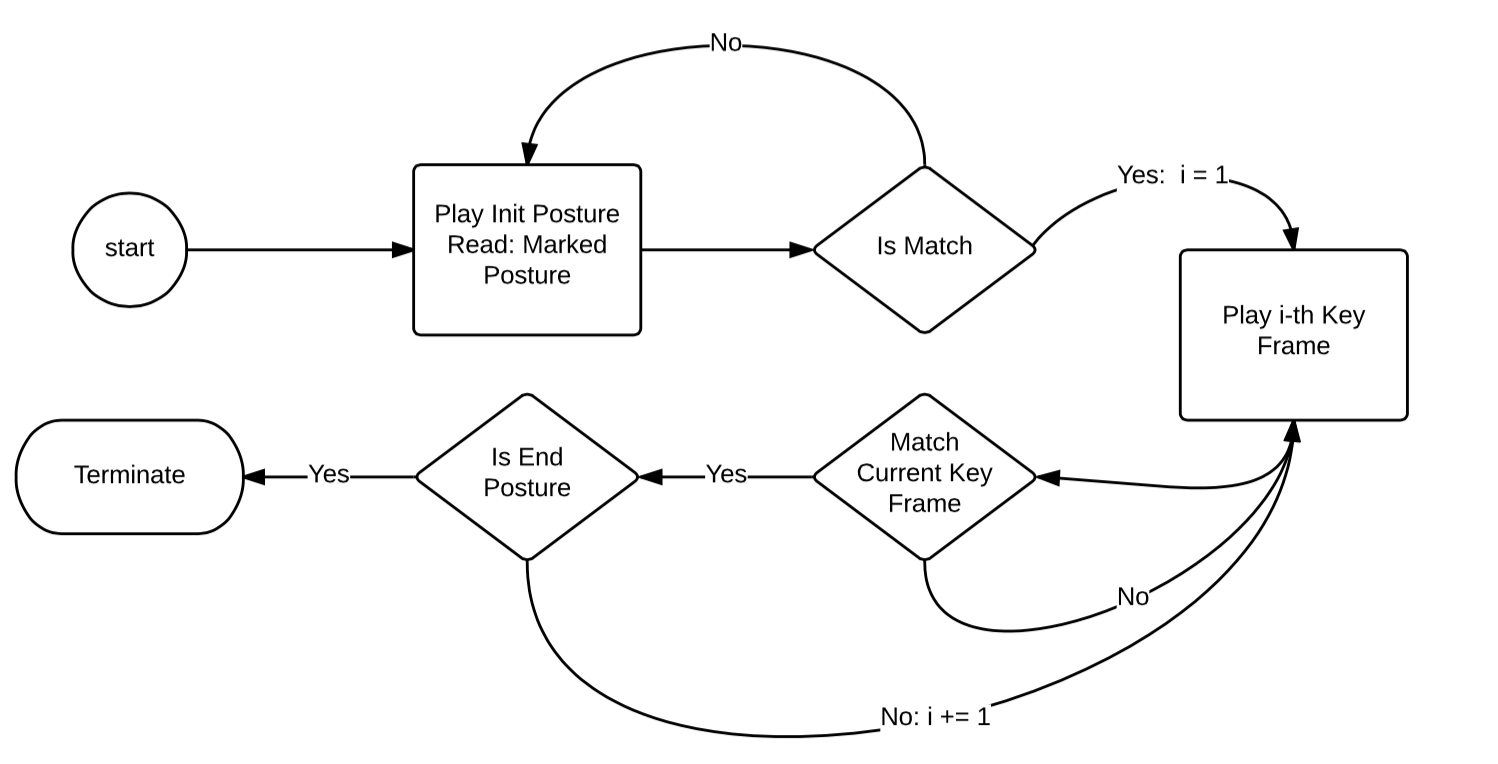 No
Yes:  i = 1
start
Play Init Posture
Read: Marked
Posture
Is Match
Play i-th Key
Frame
Terminate
Yes
Is End
Posture
Yes
Match
Current Key
Frame
No
No: i += 1